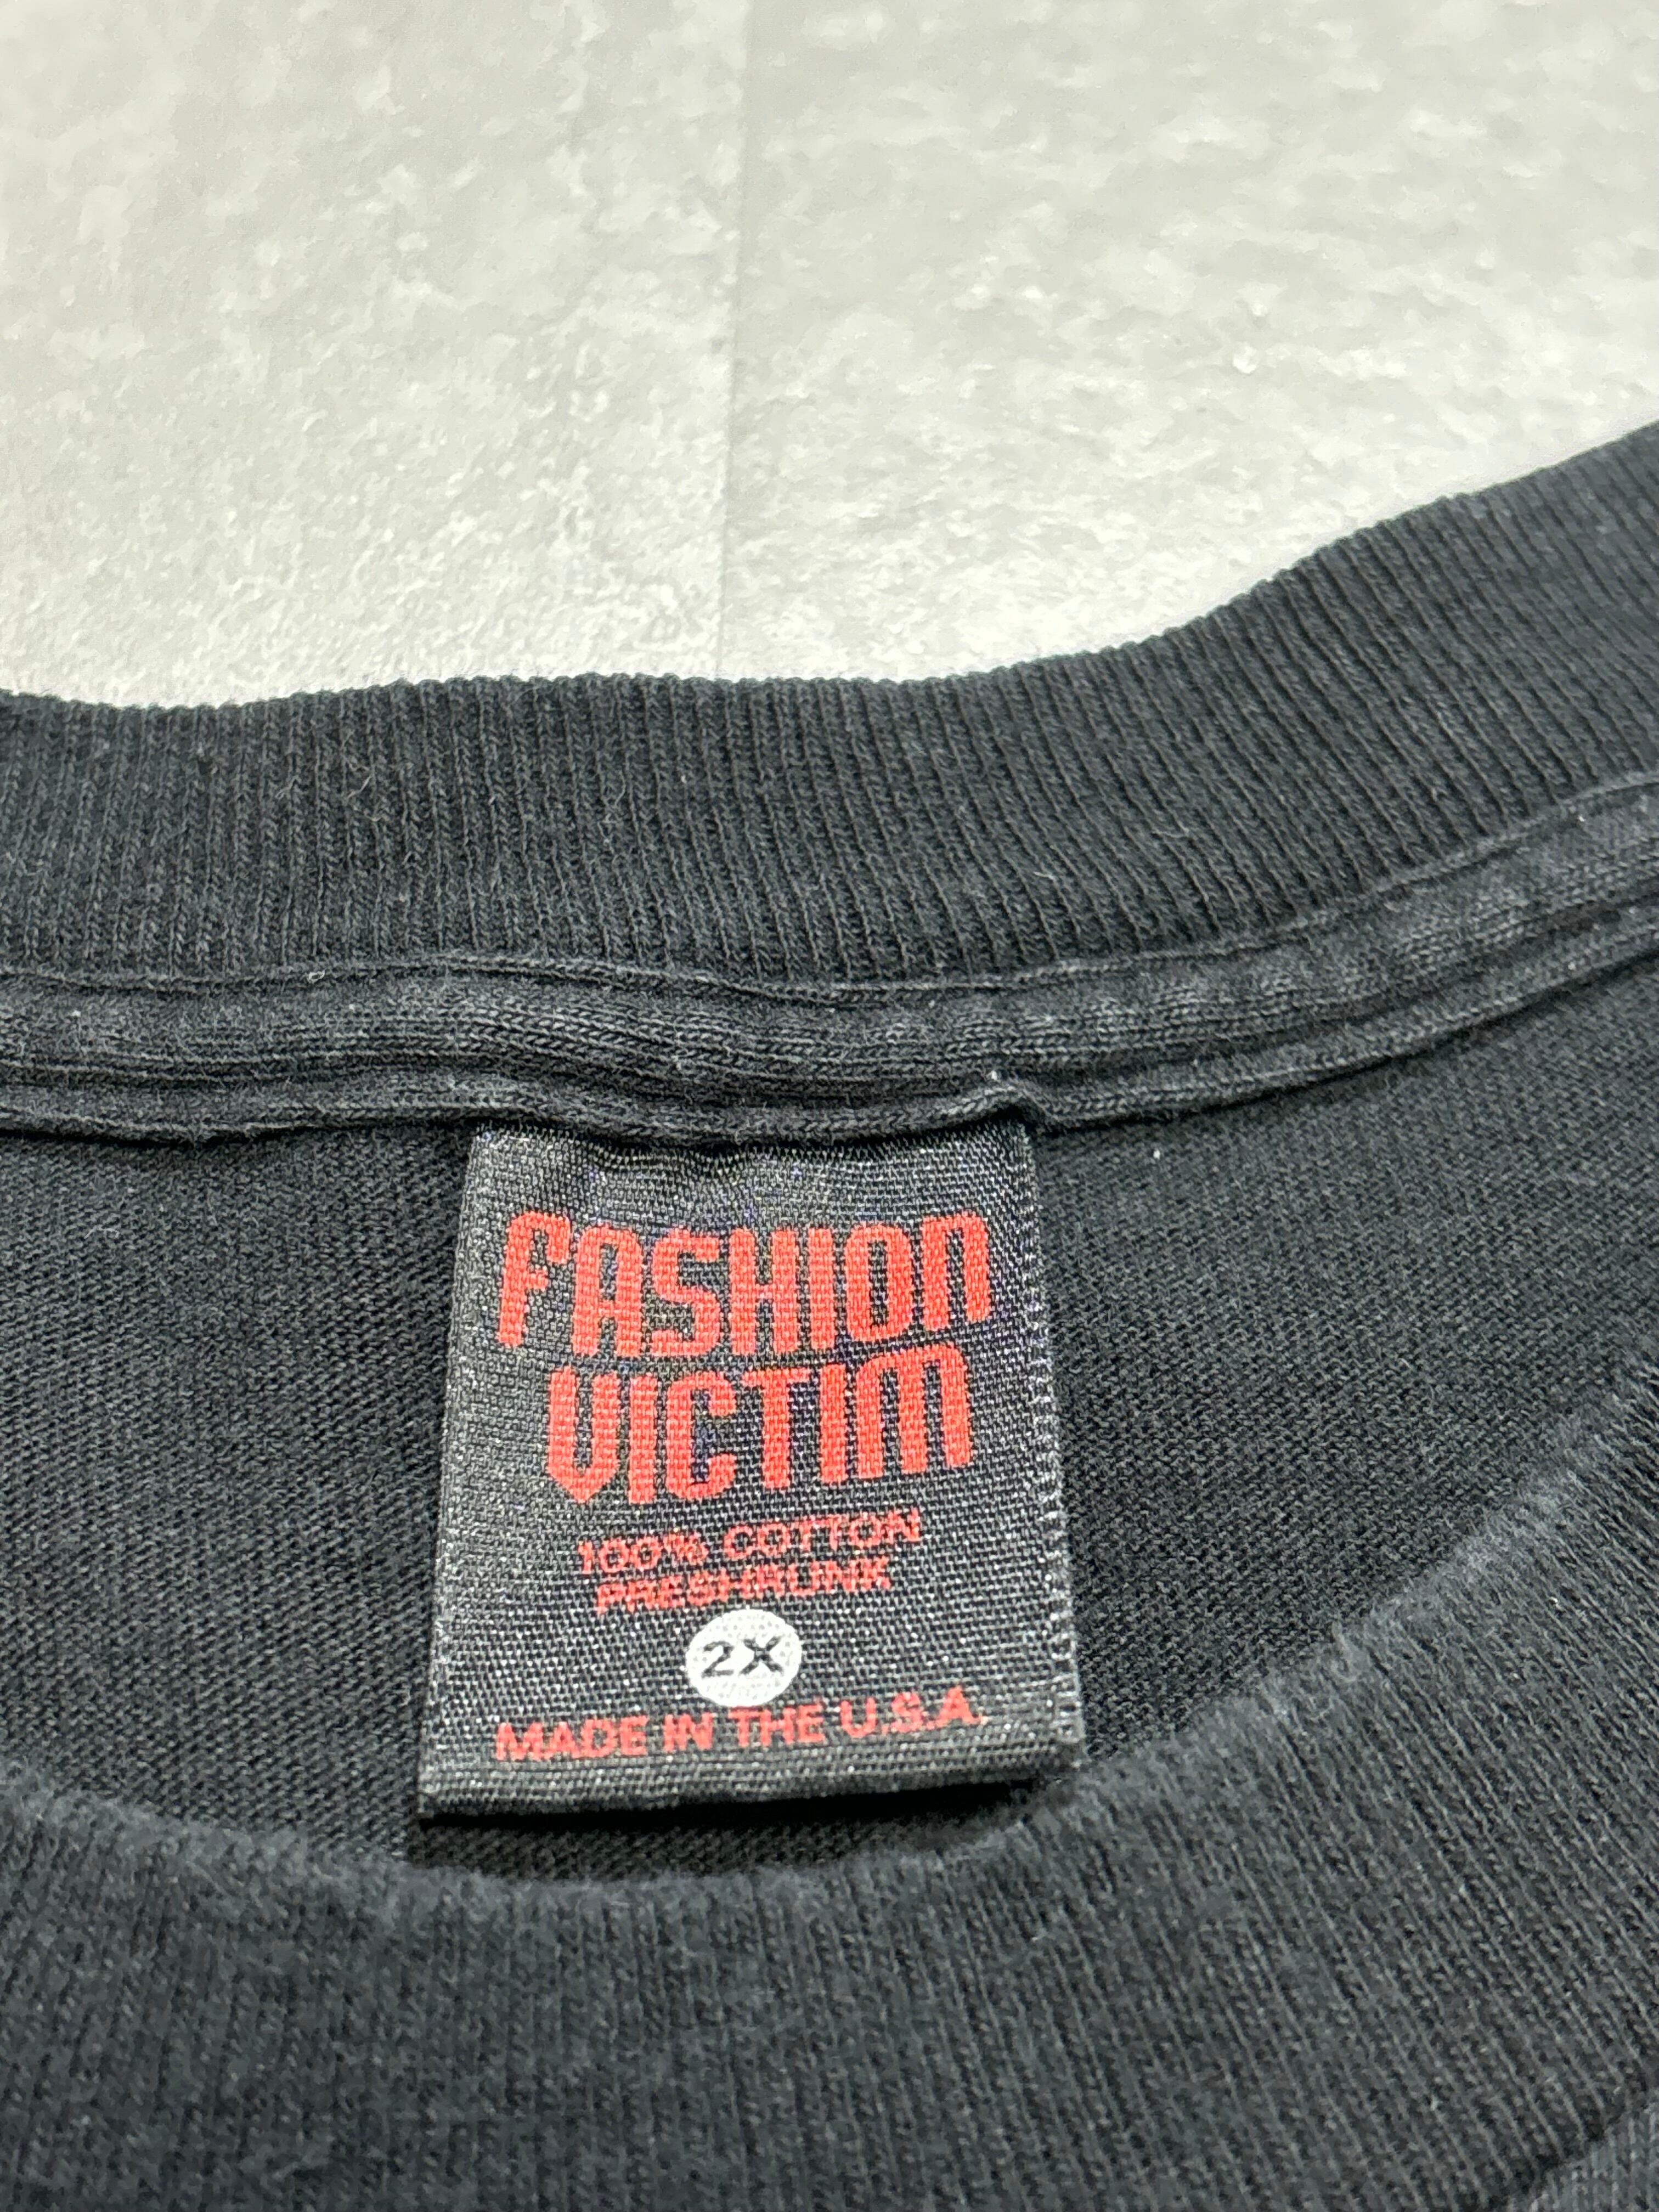 FASHION
VICTIM
100% COTTON
PRESHRUNK
2X
MADE IN THE U.S.A.